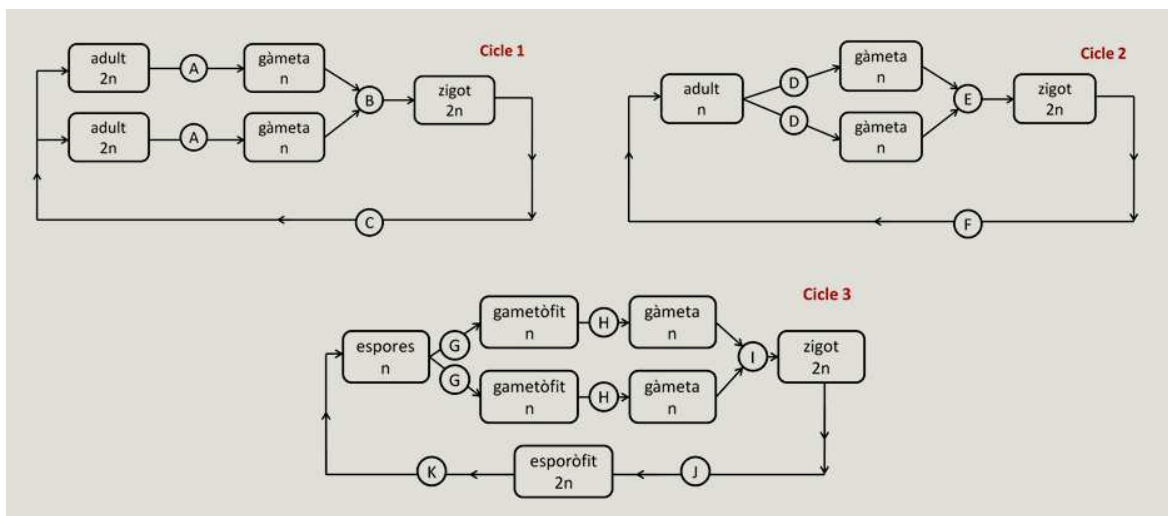 Cicle 1
adult
2n
A
gàmeta
n
adult
2n
A
gàmeta
n
B
zigot
2n
C
Cicle 2
adult
n
D
gàmeta
n
D
gàmeta
n
E
zigot
2n
F
Cicle 3
espores
n
G
gametòfit
n
H
gàmeta
n
G
gametòfit
n
H
gàmeta
n
I
zigot
2n
K
esporòfit
2n
J